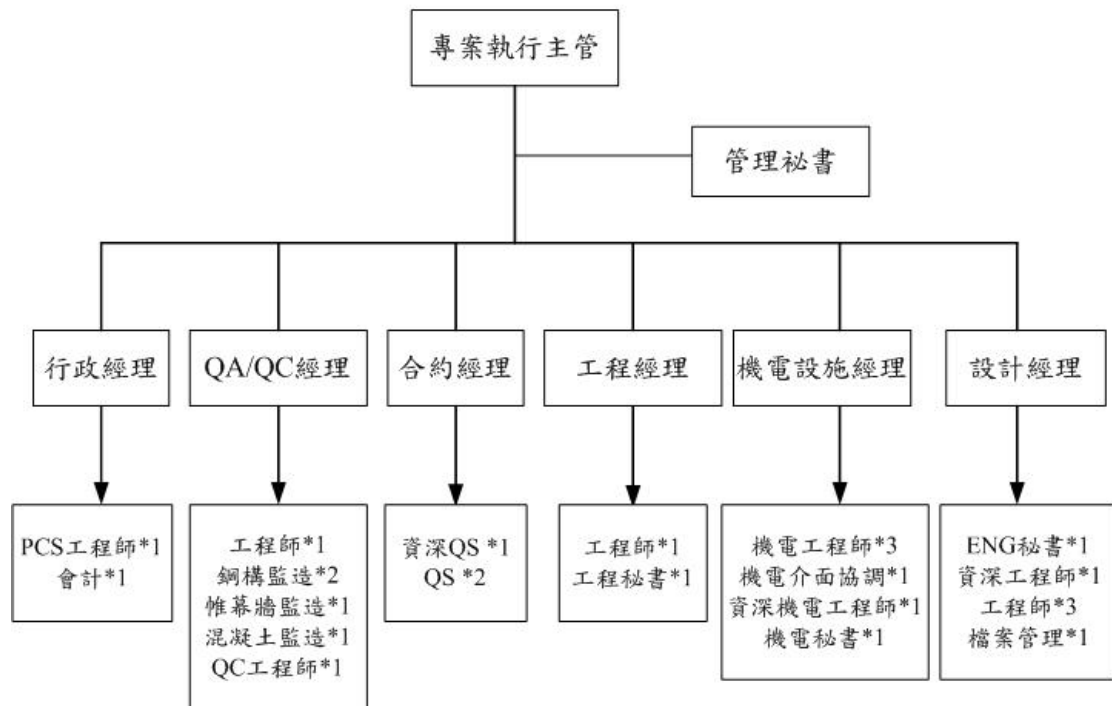 專案執行主管
管理祕書
行政經理
QA/QC經理
合約經理
工程經理
機電設施經理
設計經理
PCS工程師*1
會計*1
工程師*1
鋼構監造*2
帷幕牆監造*1
混凝土監造*1
QC工程師*1
資深QS *1
QS *2
工程師*1
工程秘書*1
機電工程師*3
機電介面協調*1
資深機電工程師*1
機電秘書*1
ENG秘書*1
資深工程師*1
工程師*3
檔案管理*1